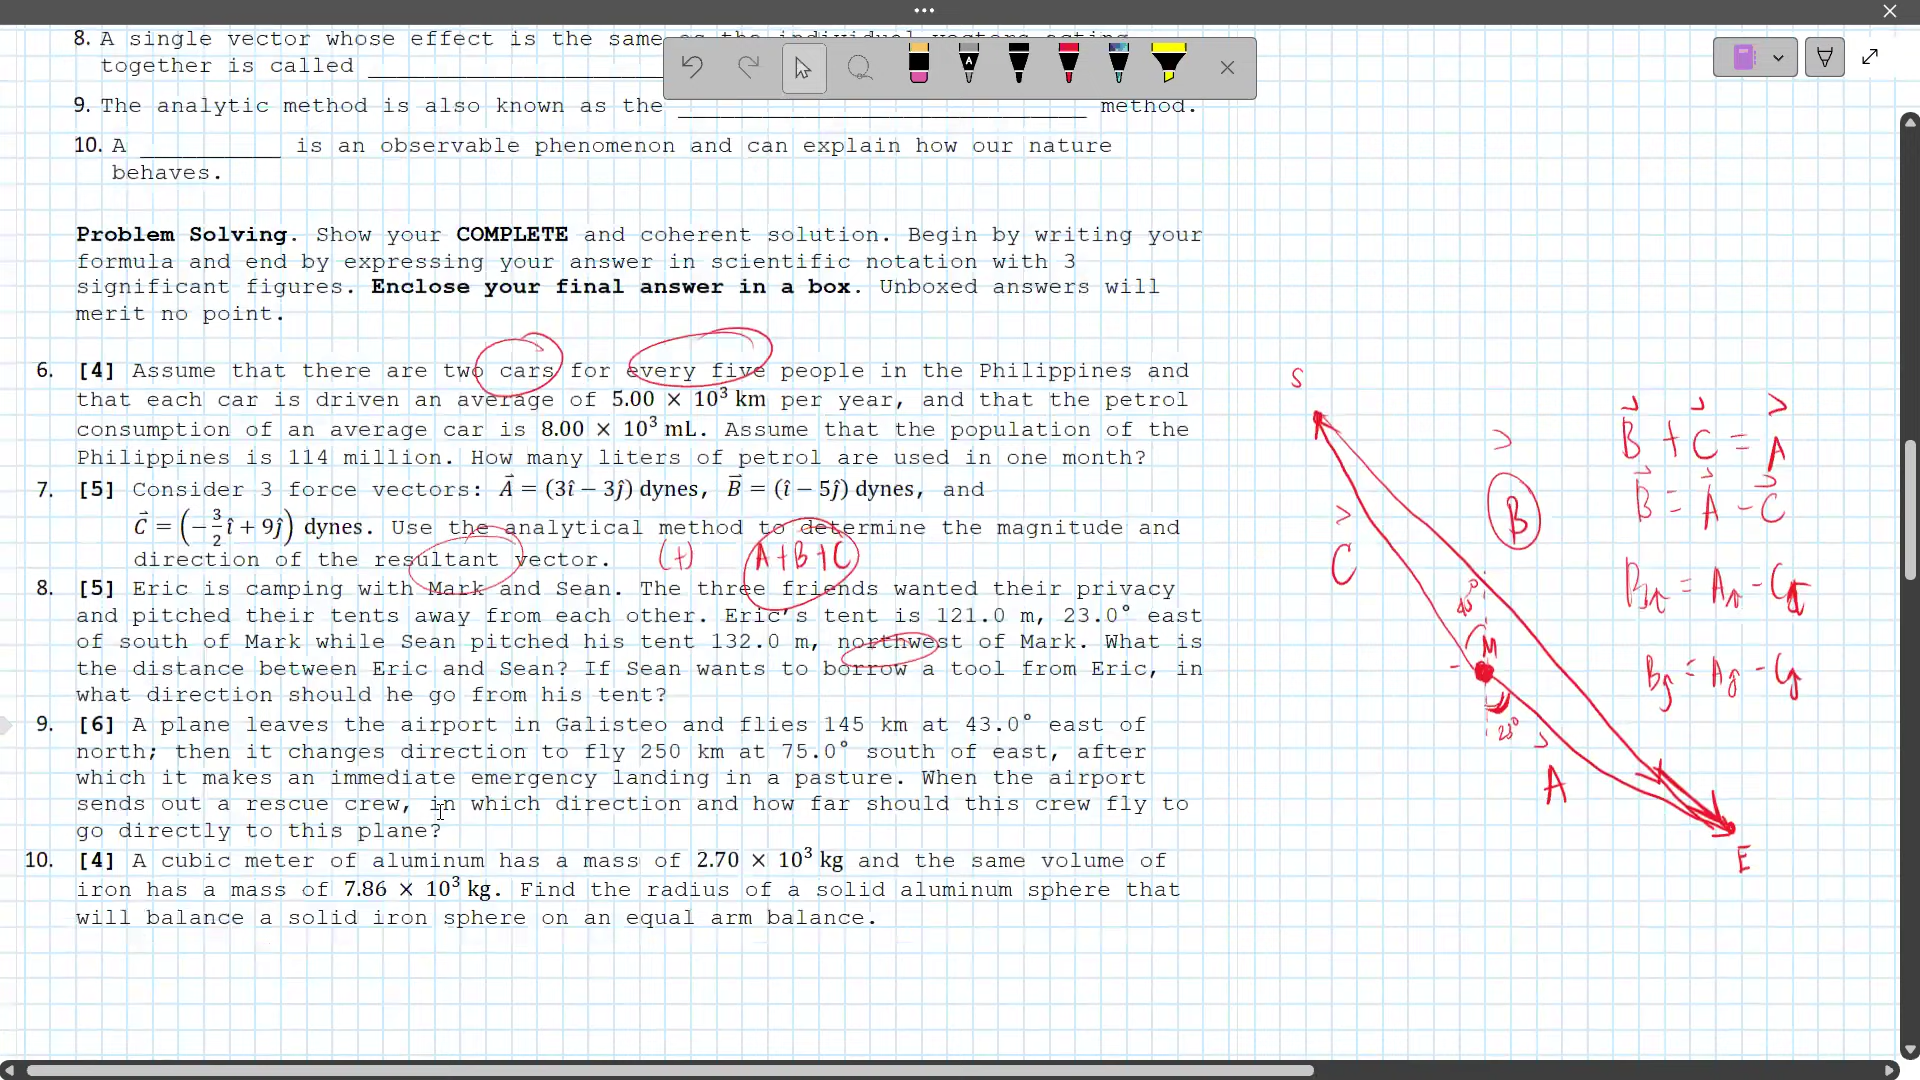 8. A single vector whose effect is the same as the individual vectors acting
together is called ____________________
9. The analytic method is also known as the _____________________________ method.
10. A __________ is an observable phenomenon and can explain how our nature
behaves.
Problem Solving. Show your COMPLETE and coherent solution. Begin by writing your
formula and end by expressing your answer in scientific notation with 3
significant figures. Enclose your final answer in a box. Unboxed answers will
merit no point.
6. [4] Assume that there are two cars for every five people in the Philippines and
that each car is driven an average of 5.00 × 10³ km per year, and that the petrol
consumption of an average car is 8.00 × 10³ mL. Assume that the population of the
Philippines is 114 million. How many liters of petrol are used in one month?
7. [5] Consider 3 force vectors: A⃗ = (3î − 3ĵ) dynes, B⃗ = (î − 5ĵ) dynes, and
C⃗ = (−3/2 î + 9ĵ) dynes. Use the analytical method to determine the magnitude and
direction of the resultant vector. (+) A+B+C
8. [5] Eric is camping with Mark and Sean. The three friends wanted their privacy
and pitched their tents away from each other. Eric's tent is 121.0 m, 23.0° east
of south of Mark while Sean pitched his tent 132.0 m, northwest of Mark. What is
the distance between Eric and Sean? If Sean wants to borrow a tool from Eric, in
what direction should he go from his tent?
9. [6] A plane leaves the airport in Galisteo and flies 145 km at 43.0° east of
north; then it changes direction to fly 250 km at 75.0° south of east, after
which it makes an immediate emergency landing in a pasture. When the airport
sends out a rescue crew, in which direction and how far should this crew fly to
go directly to this plane?
10. [4] A cubic meter of aluminum has a mass of 2.70 × 10³ kg and the same volume of
iron has a mass of 7.86 × 10³ kg. Find the radius of a solid aluminum sphere that
will balance a solid iron sphere on an equal arm balance.
S
B⃗ + C⃗ = A⃗
B⃗ = A⃗ − C⃗
B
C
M
23°
A
E
By = Ay − Cy